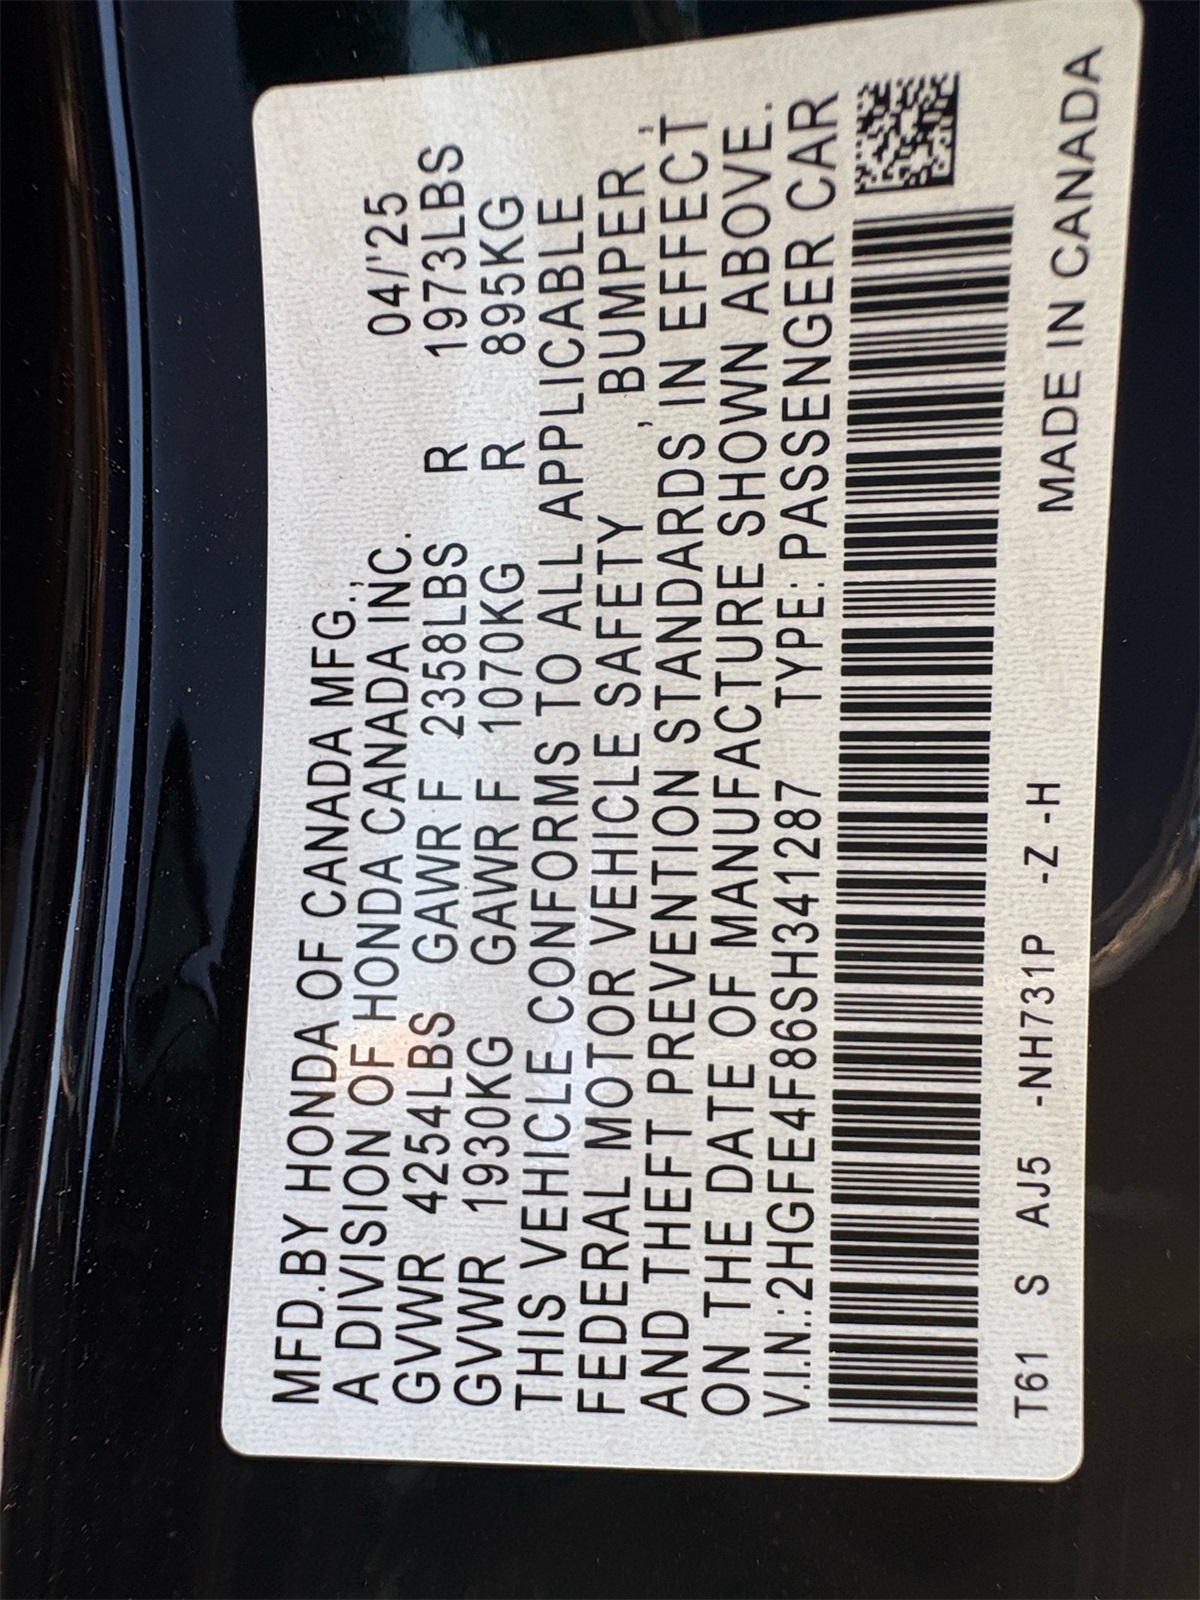 MFD.BY HONDA OF CANADA MFG.,
A DIVISION OF HONDA CANADA INC. 04/'25
GVWR 4254LBS GAWR F 2358LBS R 1973LBS
GVWR 1930KG GAWR F 1070KG R 895KG
THIS VEHICLE CONFORMS TO ALL APPLICABLE
FEDERAL MOTOR VEHICLE SAFETY , BUMPER ,
AND THEFT PREVENTION STANDARDS IN EFFECT
ON THE DATE OF MANUFACTURE SHOWN ABOVE.
V.I.N.:2HGFE4F86SH341287 TYPE: PASSENGER CAR
T61 S AJ5 -NH731P -Z -H MADE IN CANADA